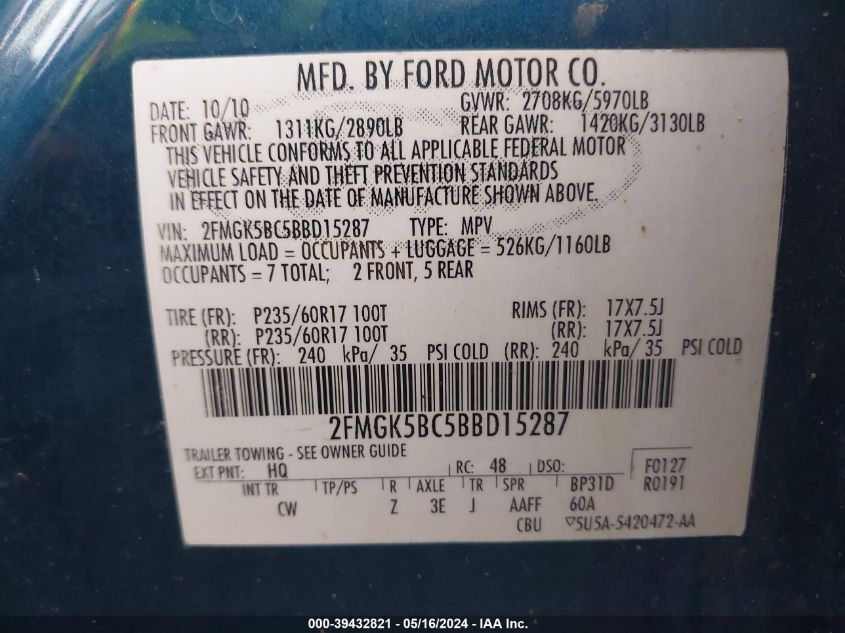 MFD. BY FORD MOTOR CO.
DATE: 10/10 GVWR: 2708KG/5970LB
FRONT GAWR: 1311KG/2890LB REAR GAWR: 1420KG/3130LB
THIS VEHICLE CONFORMS TO ALL APPLICABLE FEDERAL MOTOR
VEHICLE SAFETY AND THEFT PREVENTION STANDARDS
IN EFFECT ON THE DATE OF MANUFACTURE SHOWN ABOVE.
VIN: 2FMGK5BC5BBD15287 TYPE: MPV
MAXIMUM LOAD = OCCUPANTS + LUGGAGE = 526KG/1160LB
OCCUPANTS = 7 TOTAL; 2 FRONT, 5 REAR
TIRE (FR): P235/60R17 100T RIMS (FR): 17X7.5J
(RR): P235/60R17 100T (RR): 17X7.5J
PRESSURE (FR): 240 kPa/ 35 PSI COLD (RR): 240 kPa/ 35 PSI COLD
2FMGK5BC5BBD15287
TRAILER TOWING - SEE OWNER GUIDE
EXT PNT: HQ RC: 48 DSO: F0127
INT TR TP/PS R AXLE TR SPR BP31D R0191
CW Z 3E J AAFF 60A
CBU ▽5U5A-5420472-AA
000-39432821 - 05/16/2024 - IAA Inc.